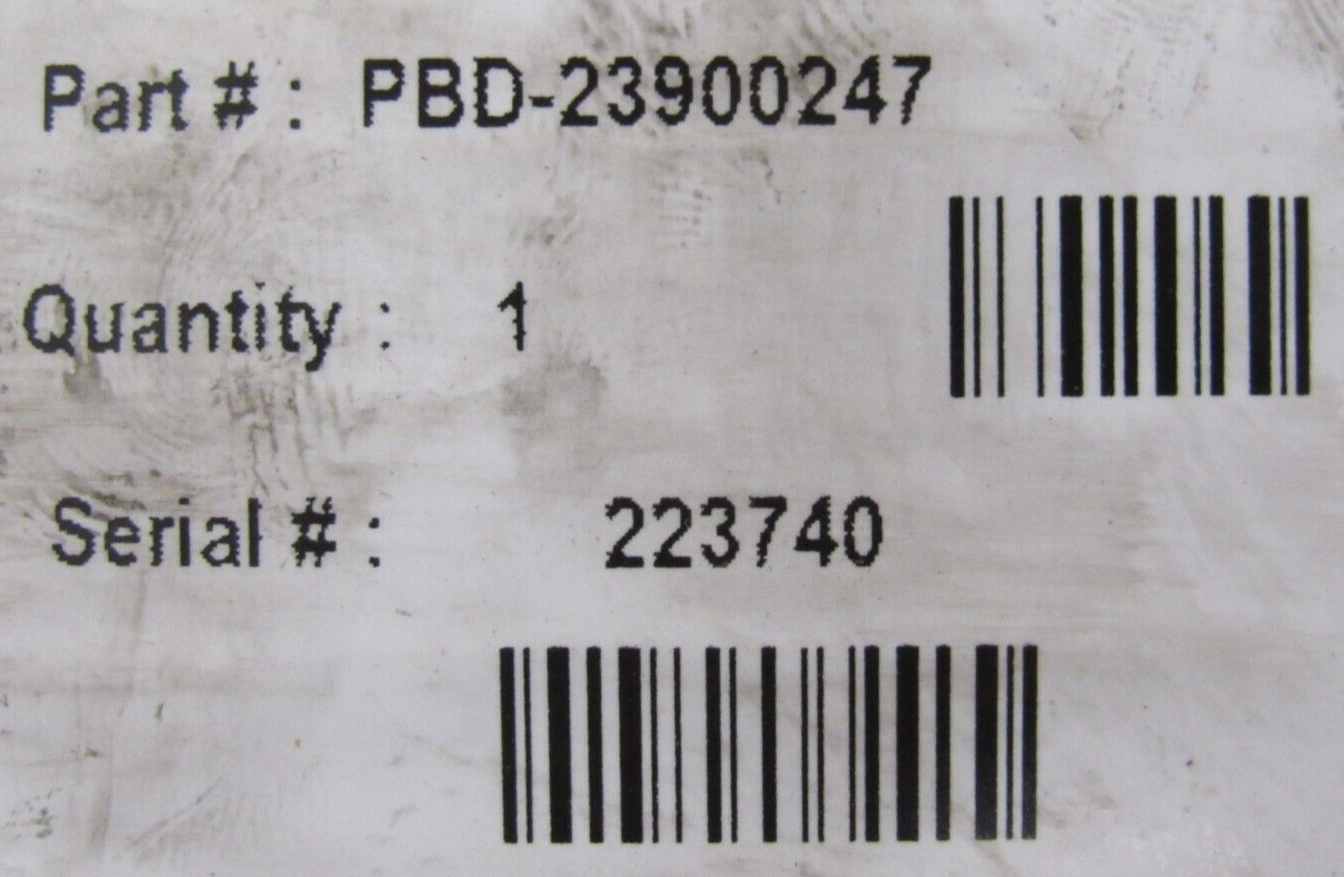 Part # : PBD-23900247
Quantity : 1
Serial # : 223740